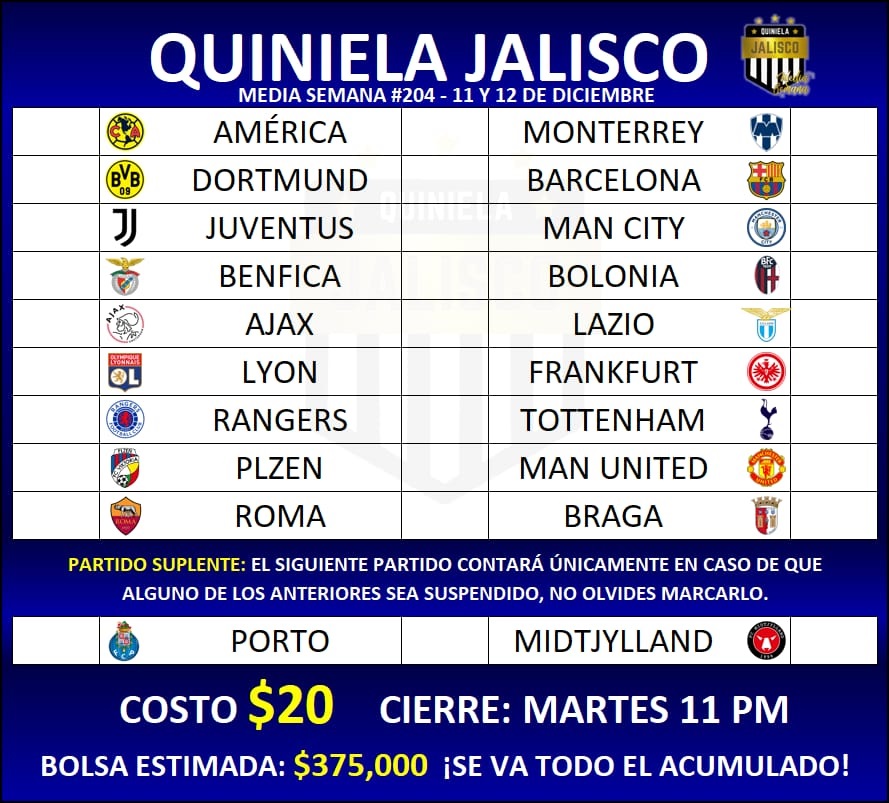 QUINIELA JALISCO
QUINIELA
JALISCO
Media
Semana
MEDIA SEMANA #204 - 11 Y 12 DE DICIEMBRE
AMÉRICA MONTERREY
DORTMUND BARCELONA
QUINIELA
JUVENTUS MAN CITY
BENFICA BOLONIA
JALISCO
AJAX LAZIO
LYON FRANKFURT
RANGERS TOTTENHAM
PLZEN MAN UNITED
ROMA BRAGA
PARTIDO SUPLENTE: EL SIGUIENTE PARTIDO CONTARÁ ÚNICAMENTE EN CASO DE QUE
ALGUNO DE LOS ANTERIORES SEA SUSPENDIDO, NO OLVIDES MARCARLO.
PORTO MIDTJYLLAND
COSTO $20 CIERRE: MARTES 11 PM
BOLSA ESTIMADA: $375,000 ¡SE VA TODO EL ACUMULADO!